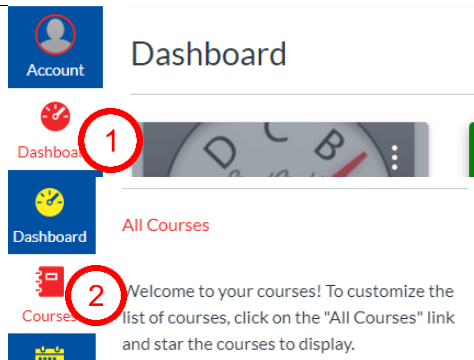 Account
Dashboard
Dashboa
1
D C B
Dashboard
All Courses
Courses
2
Welcome to your courses! To customize the
list of courses, click on the "All Courses" link
and star the courses to display.